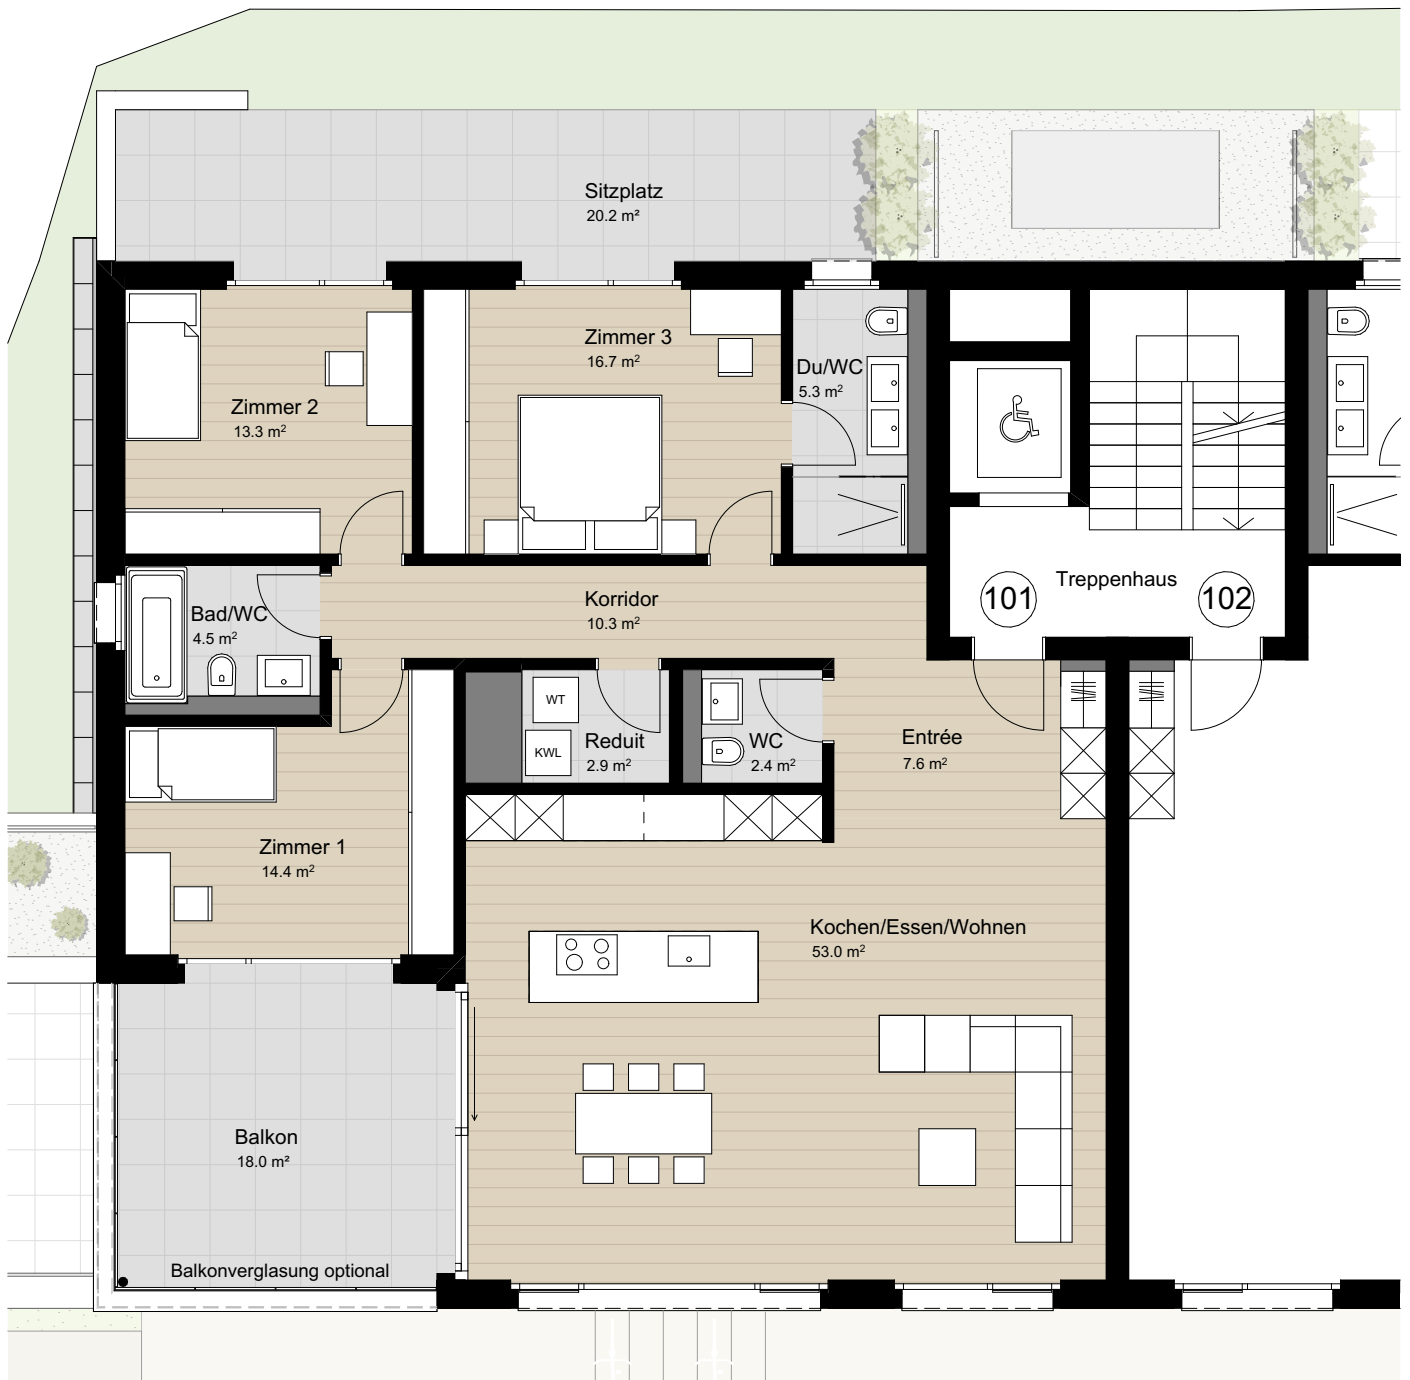 Sitzplatz
20.2 m²
Zimmer 3
16.7 m²
Du/WC
5.3 m²
Zimmer 2
13.3 m²
Treppenhaus
101
102
Korridor
10.3 m²
Bad/WC
4.5 m²
WT
KWL
Reduit
2.9 m²
WC
2.4 m²
Entrée
7.6 m²
Zimmer 1
14.4 m²
Kochen/Essen/Wohnen
53.0 m²
Balkon
18.0 m²
Balkonverglasung optional